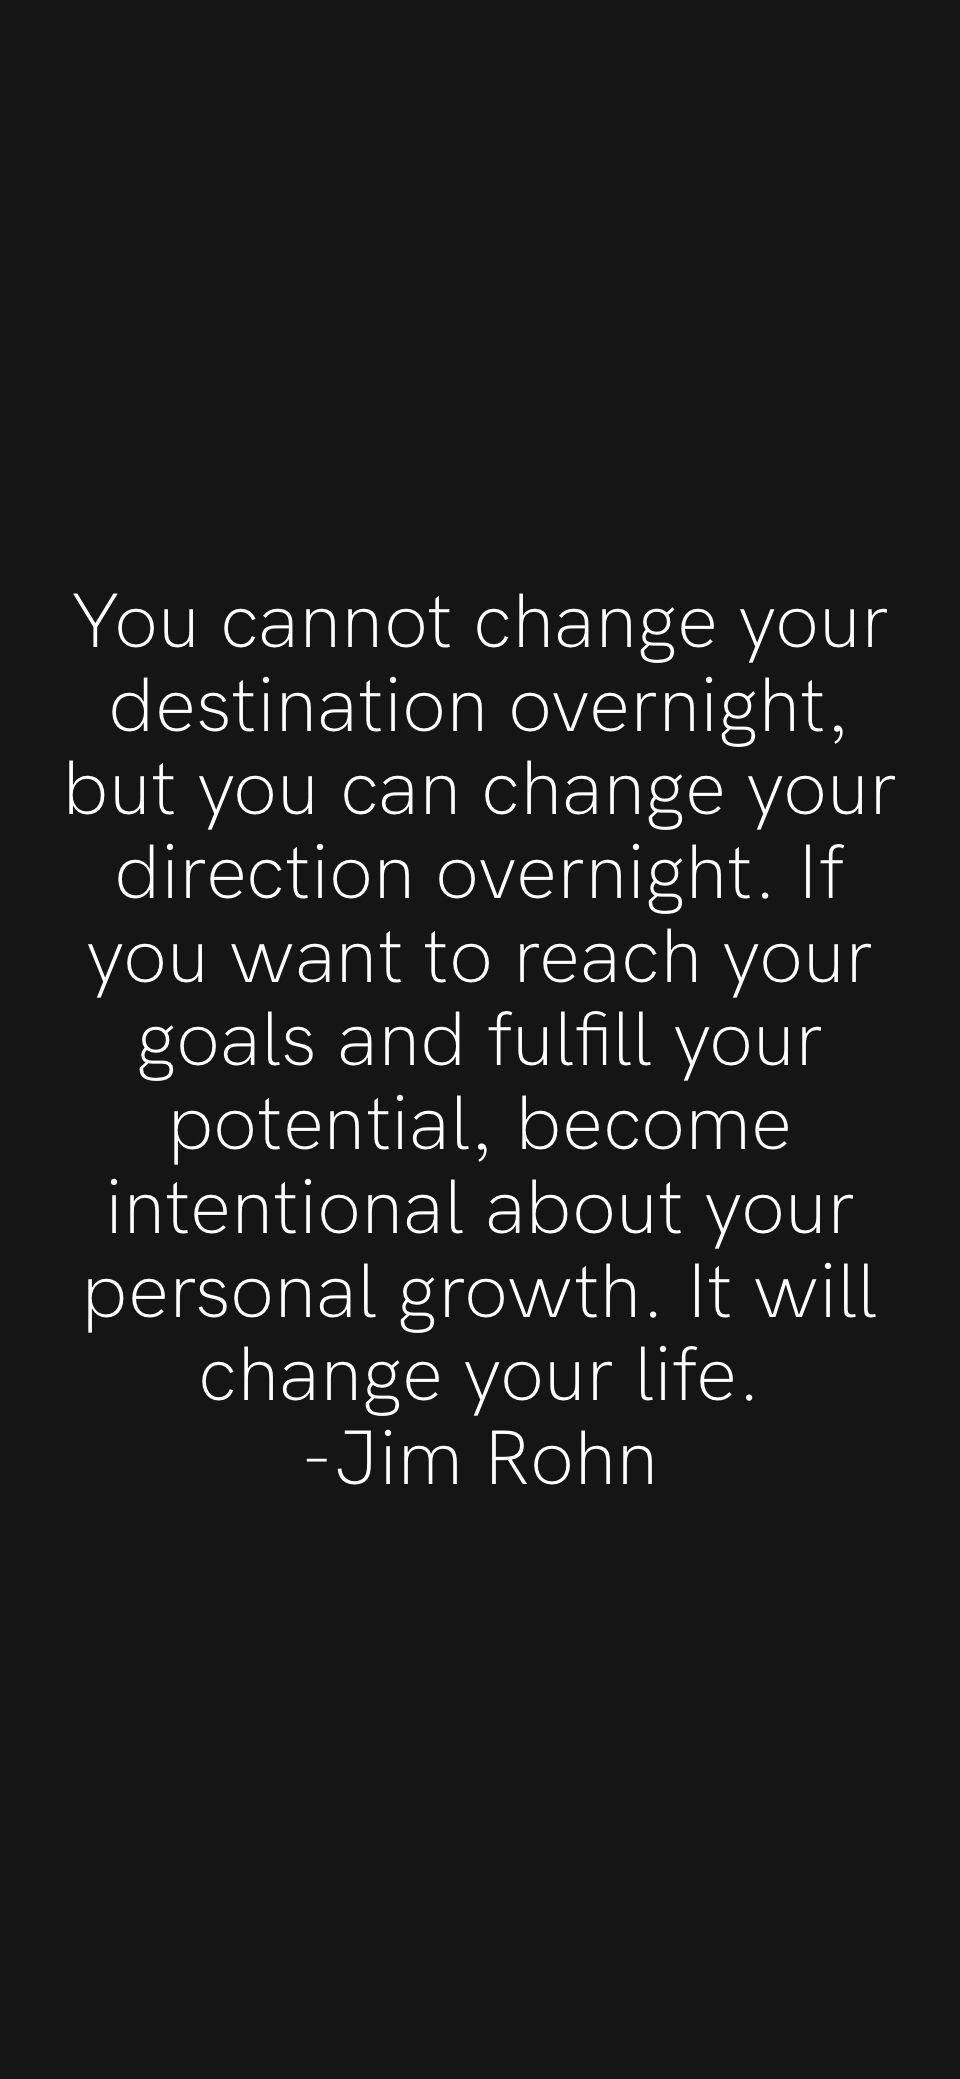 You cannot change your
destination overnight,
but you can change your
direction overnight. If
you want to reach your
goals and fulfill your
potential, become
intentional about your
personal growth. It will
change your life.
-Jim Rohn